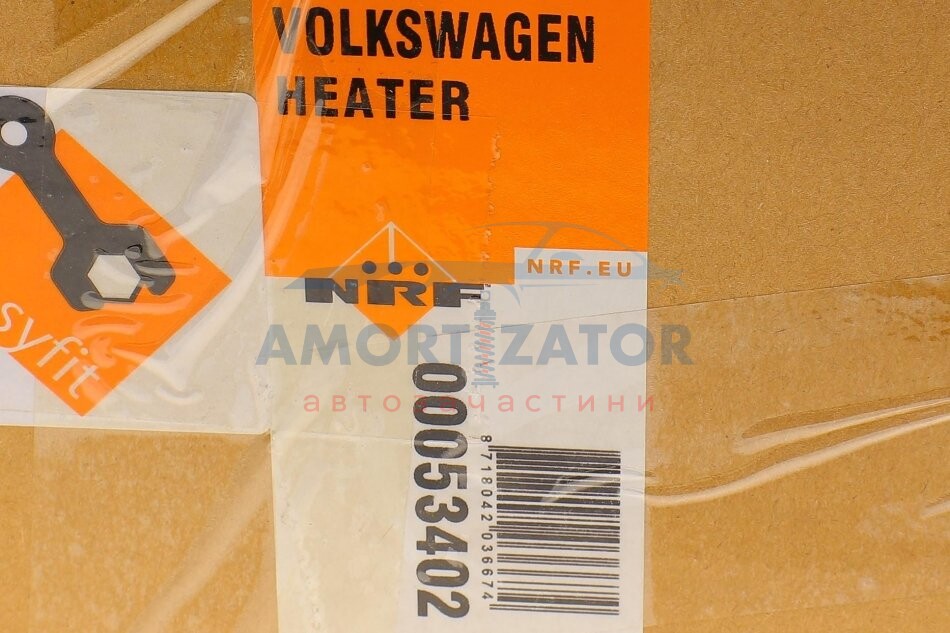 VOLKSWAGEN
HEATER
syfit
NRF.EU
NRF
AMORTIZATOR
автозапчастини
00053402
8 718042 036674